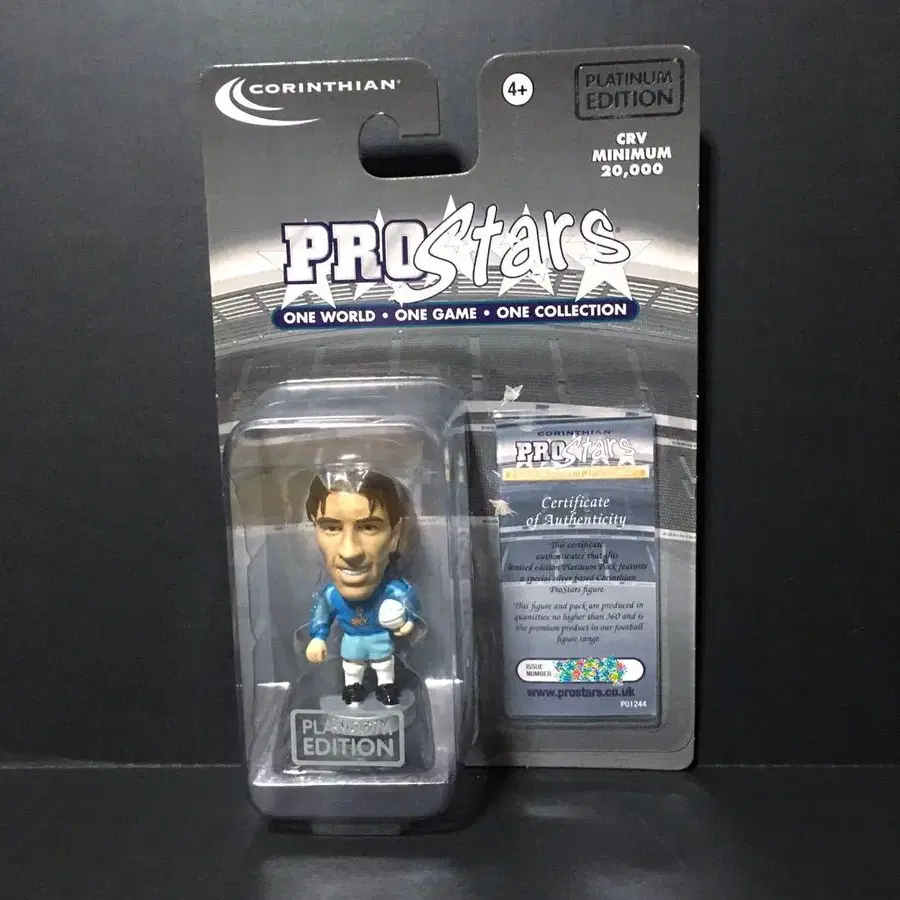 CORINTHIAN
4+
PLATINUM
EDITION
CRV
MINIMUM
20,000
PROStars
ONE WORLD • ONE GAME • ONE COLLECTION
CORINTHIAN
PROStars
Certificate
of Authenticity
This certificate
authenticates that this
limited edition Platinum Pack features
a special silver based Corinthian
ProStars figure.
This figure and pack are produced in
quantities no higher than 360 and is
the premium product in our football
figure range.
ISSUE
NUMBER
www.prostars.co.uk
P01244
PLATINUM
EDITION